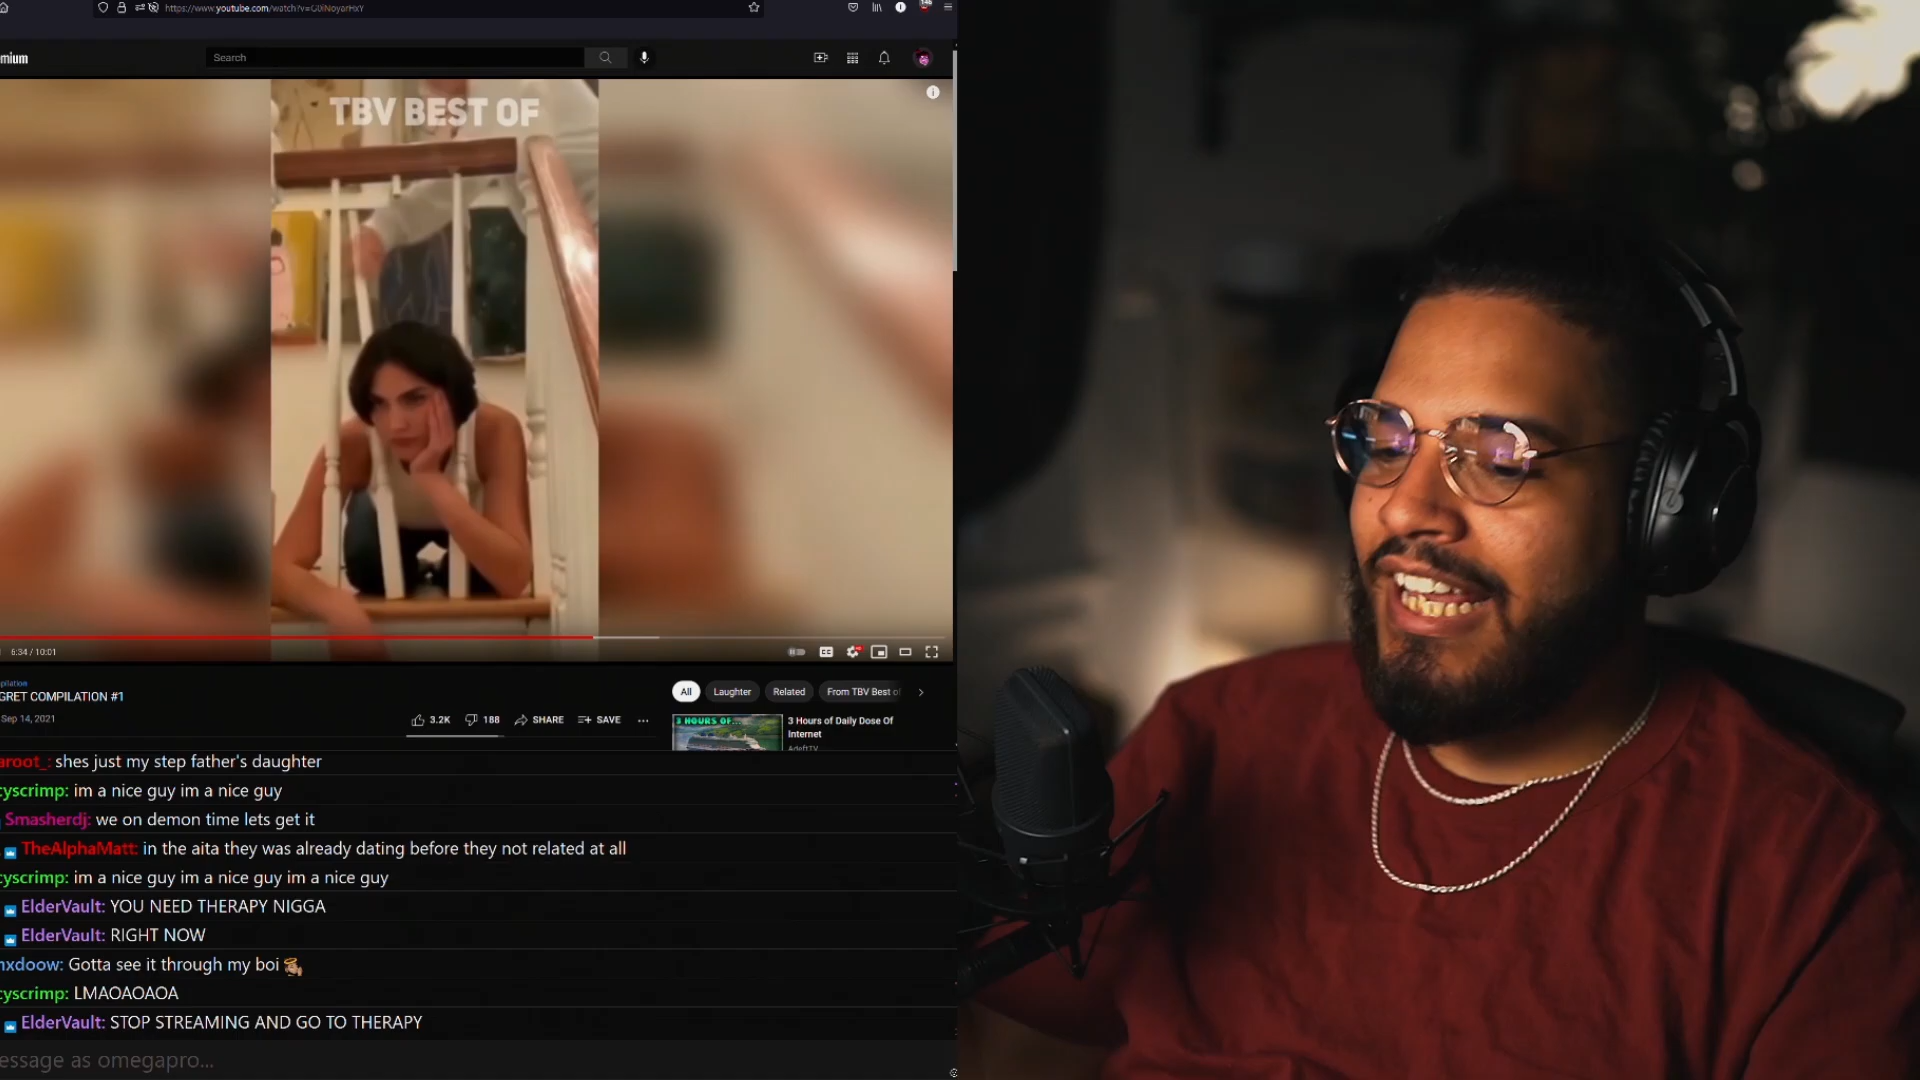 https://www.youtube.com/watch?v=G0iNoyarHxY
146
mium
Search
TBV BEST OF
6:34 / 10:01
pilation
GRET COMPILATION #1
Sep 14, 2021
3.2K
188
SHARE
SAVE
All
Laughter
Related
From TBV Best of
3 HOURS OF...
3 Hours of Daily Dose Of
Internet
AdeftTV
aroot_: shes just my step father's daughter
cyscrimp: im a nice guy im a nice guy
Smasherdj: we on demon time lets get it
TheAlphaMatt: in the aita they was already dating before they not related at all
cyscrimp: im a nice guy im a nice guy im a nice guy
ElderVault: YOU NEED THERAPY NIGGA
ElderVault: RIGHT NOW
nxdoow: Gotta see it through my boi
cyscrimp: LMAOAOAOA
ElderVault: STOP STREAMING AND GO TO THERAPY
essage as omegapro...